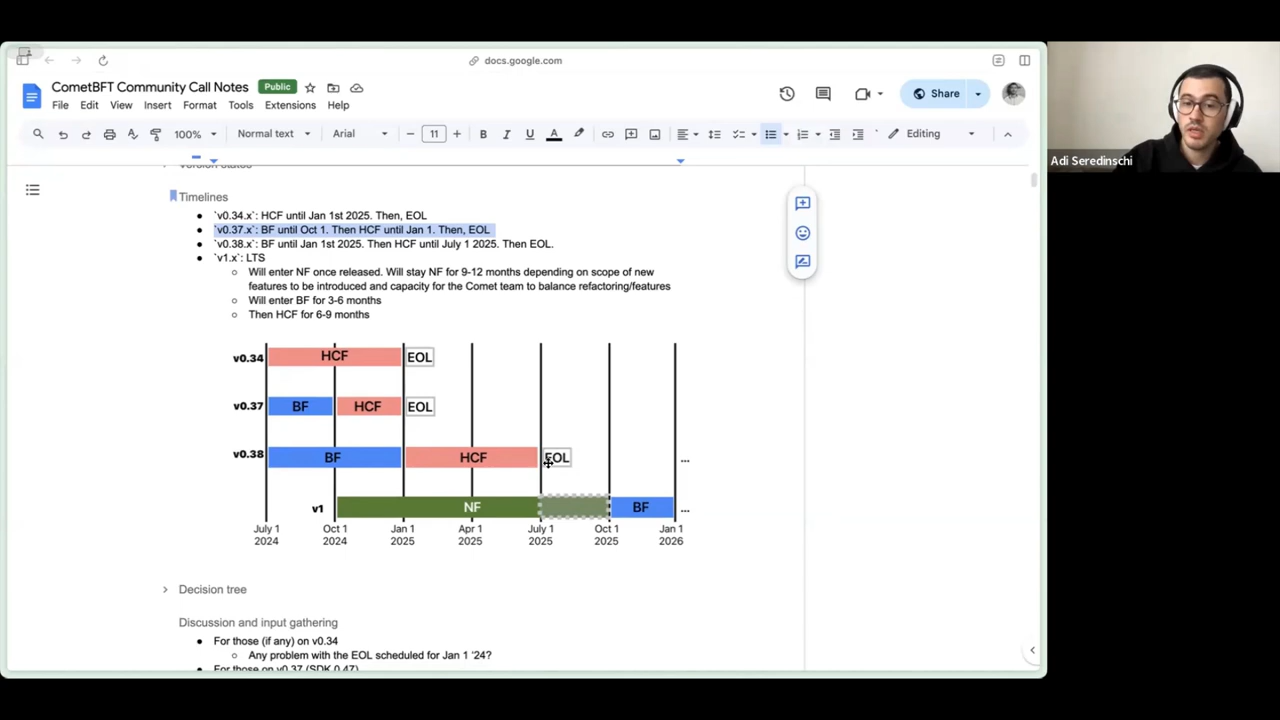 docs.google.com
CometBFT Community Call Notes Public
File Edit View Insert Format Tools Extensions Help
Share
100% Normal text Arial 11 Editing
Timelines
`v0.34.x`: HCF until Jan 1st 2025. Then, EOL
`v0.37.x`: BF until Oct 1. Then HCF until Jan 1. Then, EOL
`v0.38.x`: BF until Jan 1st 2025. Then HCF until July 1 2025. Then EOL.
`v1.x`: LTS
Will enter NF once released. Will stay NF for 9-12 months depending on scope of new
features to be introduced and capacity for the Comet team to balance refactoring/features
Will enter BF for 3-6 months
Then HCF for 6-9 months
v0.34 HCF EOL
v0.37 BF HCF EOL
v0.38 BF HCF EOL ...
v1 NF BF ...
July 1 Oct 1 Jan 1 Apr 1 July 1 Oct 1 Jan 1
2024 2024 2025 2025 2025 2025 2026
Decision tree
Discussion and input gathering
For those (if any) on v0.34
Any problem with the EOL scheduled for Jan 1 '24?
For those on v0.37 (SDK 0.47)
Adi Seredinschi